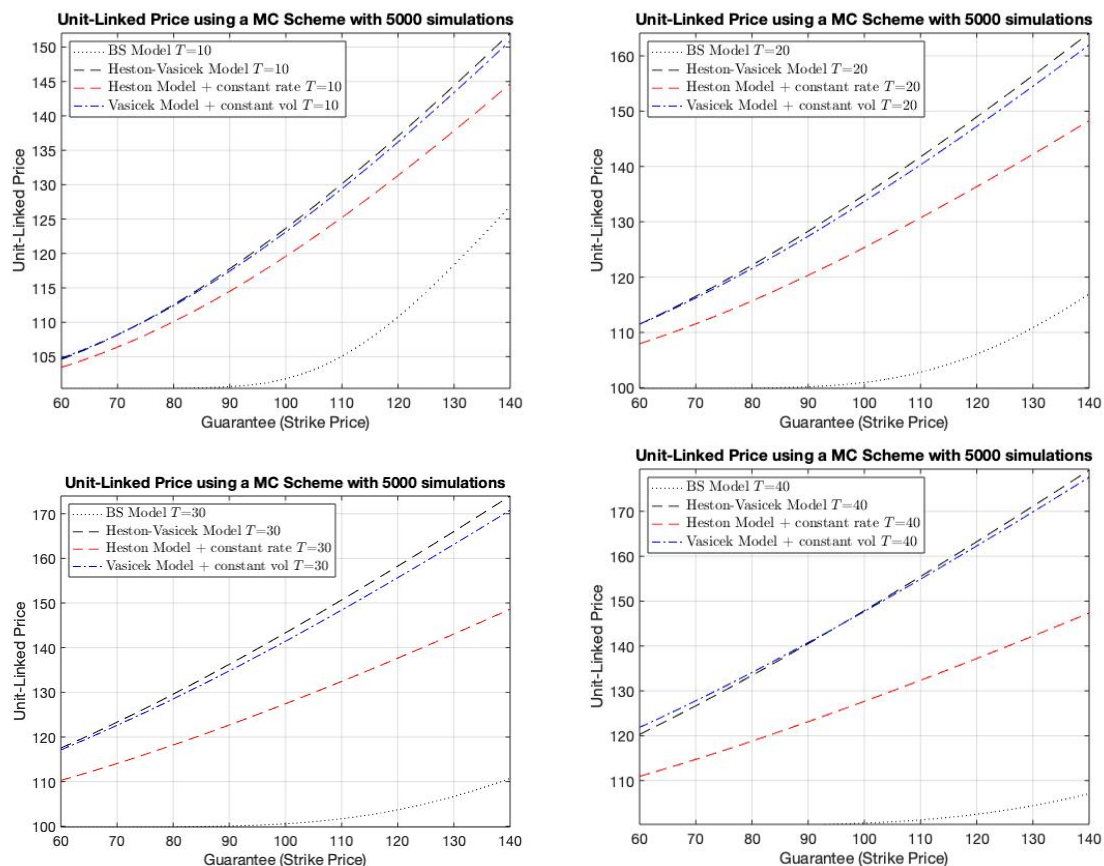 Unit-Linked Price using a MC Scheme with 5000 simulations
BS Model T=10
Heston-Vasicek Model T=10
Heston Model + constant rate T=10
Vasicek Model + constant vol T=10
150
145
140
135
130
125
120
115
110
105
Unit-Linked Price
60 70 80 90 100 110 120 130 140
Guarantee (Strike Price)
Unit-Linked Price using a MC Scheme with 5000 simulations
BS Model T=20
Heston-Vasicek Model T=20
Heston Model + constant rate T=20
Vasicek Model + constant vol T=20
160
150
140
130
120
110
100
Unit-Linked Price
60 70 80 90 100 110 120 130 140
Guarantee (Strike Price)
Unit-Linked Price using a MC Scheme with 5000 simulations
BS Model T=30
Heston-Vasicek Model T=30
Heston Model + constant rate T=30
Vasicek Model + constant vol T=30
170
160
150
140
130
120
110
100
Unit-Linked Price
60 70 80 90 100 110 120 130 140
Guarantee (Strike Price)
Unit-Linked Price using a MC Scheme with 5000 simulations
BS Model T=40
Heston-Vasicek Model T=40
Heston Model + constant rate T=40
Vasicek Model + constant vol T=40
170
160
150
140
130
120
110
Unit-Linked Price
60 70 80 90 100 110 120 130 140
Guarantee (Strike Price)